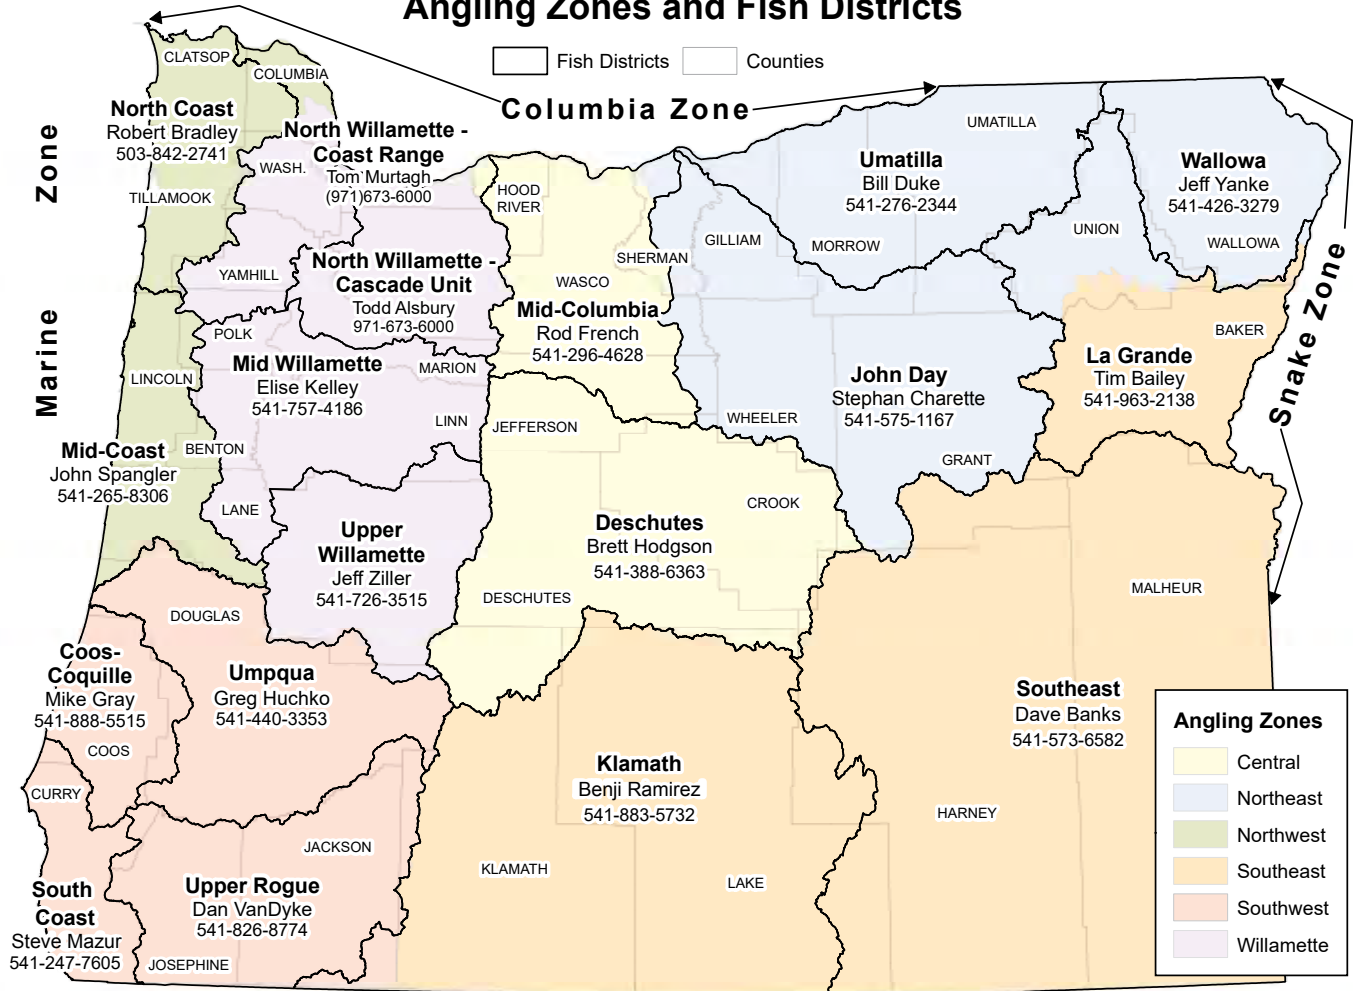 Angling Zones and Fish Districts
Fish Districts
Counties
Columbia Zone
Marine Zone
Snake Zone
CLATSOP
COLUMBIA
North Coast
Robert Bradley
503-842-2741
TILLAMOOK
North Willamette -
Coast Range
Tom Murtagh
(971)673-6000
WASH.
YAMHILL
North Willamette -
Cascade Unit
Todd Alsbury
971-673-6000
HOOD
RIVER
WASCO
SHERMAN
Mid-Columbia
Rod French
541-296-4628
GILLIAM
MORROW
UMATILLA
Umatilla
Bill Duke
541-276-2344
UNION
Wallowa
Jeff Yanke
541-426-3279
WALLOWA
BAKER
La Grande
Tim Bailey
541-963-2138
POLK
MARION
Mid Willamette
Elise Kelley
541-757-4186
LINCOLN
LINN
BENTON
LANE
Mid-Coast
John Spangler
541-265-8306
JEFFERSON
WHEELER
John Day
Stephan Charette
541-575-1167
GRANT
CROOK
Deschutes
Brett Hodgson
541-388-6363
DESCHUTES
Upper
Willamette
Jeff Ziller
541-726-3515
DOUGLAS
Coos-
Coquille
Mike Gray
541-888-5515
COOS
Umpqua
Greg Huchko
541-440-3353
CURRY
MALHEUR
Southeast
Dave Banks
541-573-6582
HARNEY
Klamath
Benji Ramirez
541-883-5732
KLAMATH
LAKE
JACKSON
Upper Rogue
Dan VanDyke
541-826-8774
JOSEPHINE
South
Coast
Steve Mazur
541-247-7605
Angling Zones
Central
Northeast
Northwest
Southeast
Southwest
Willamette